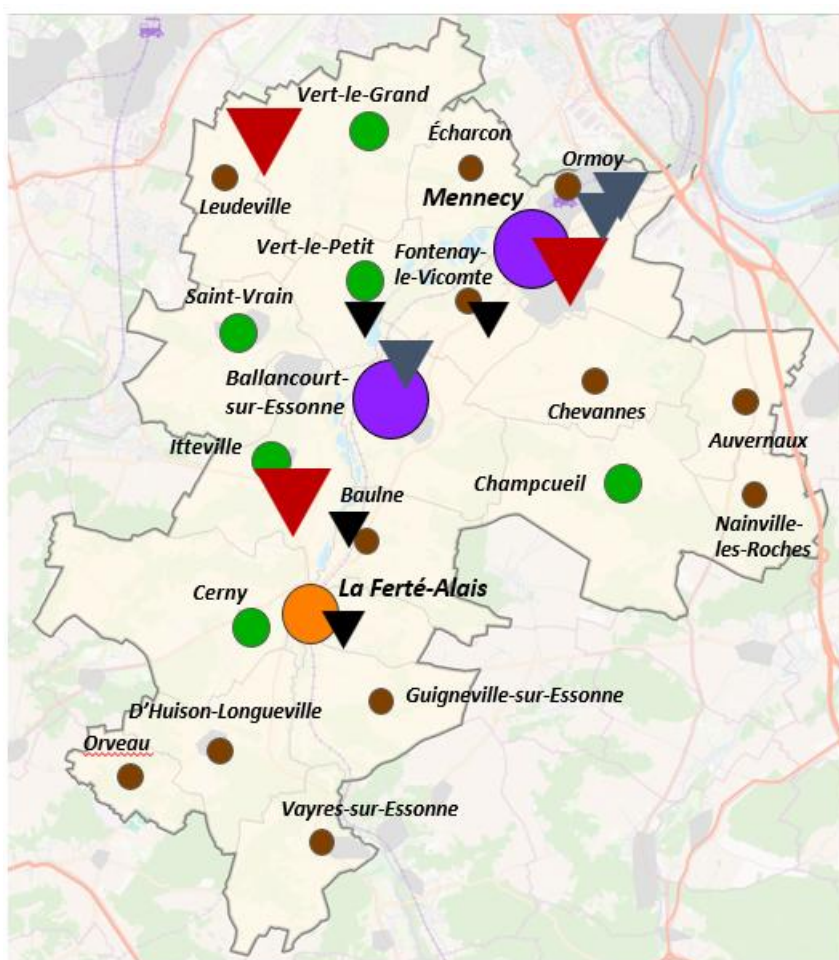 Vert-le-Grand
Écharcon
Ormoy
Leudeville
Mennecy
Vert-le-Petit
Fontenay-
le-Vicomte
Saint-Vrain
Ballancourt-
sur-Essonne
Chevannes
Auvernaux
Itteville
Baulne
Champcueil
Nainville-
les-Roches
Cerny
La Ferté-Alais
D'Huison-Longueville
Guigneville-sur-Essonne
Orveau
Vayres-sur-Essonne